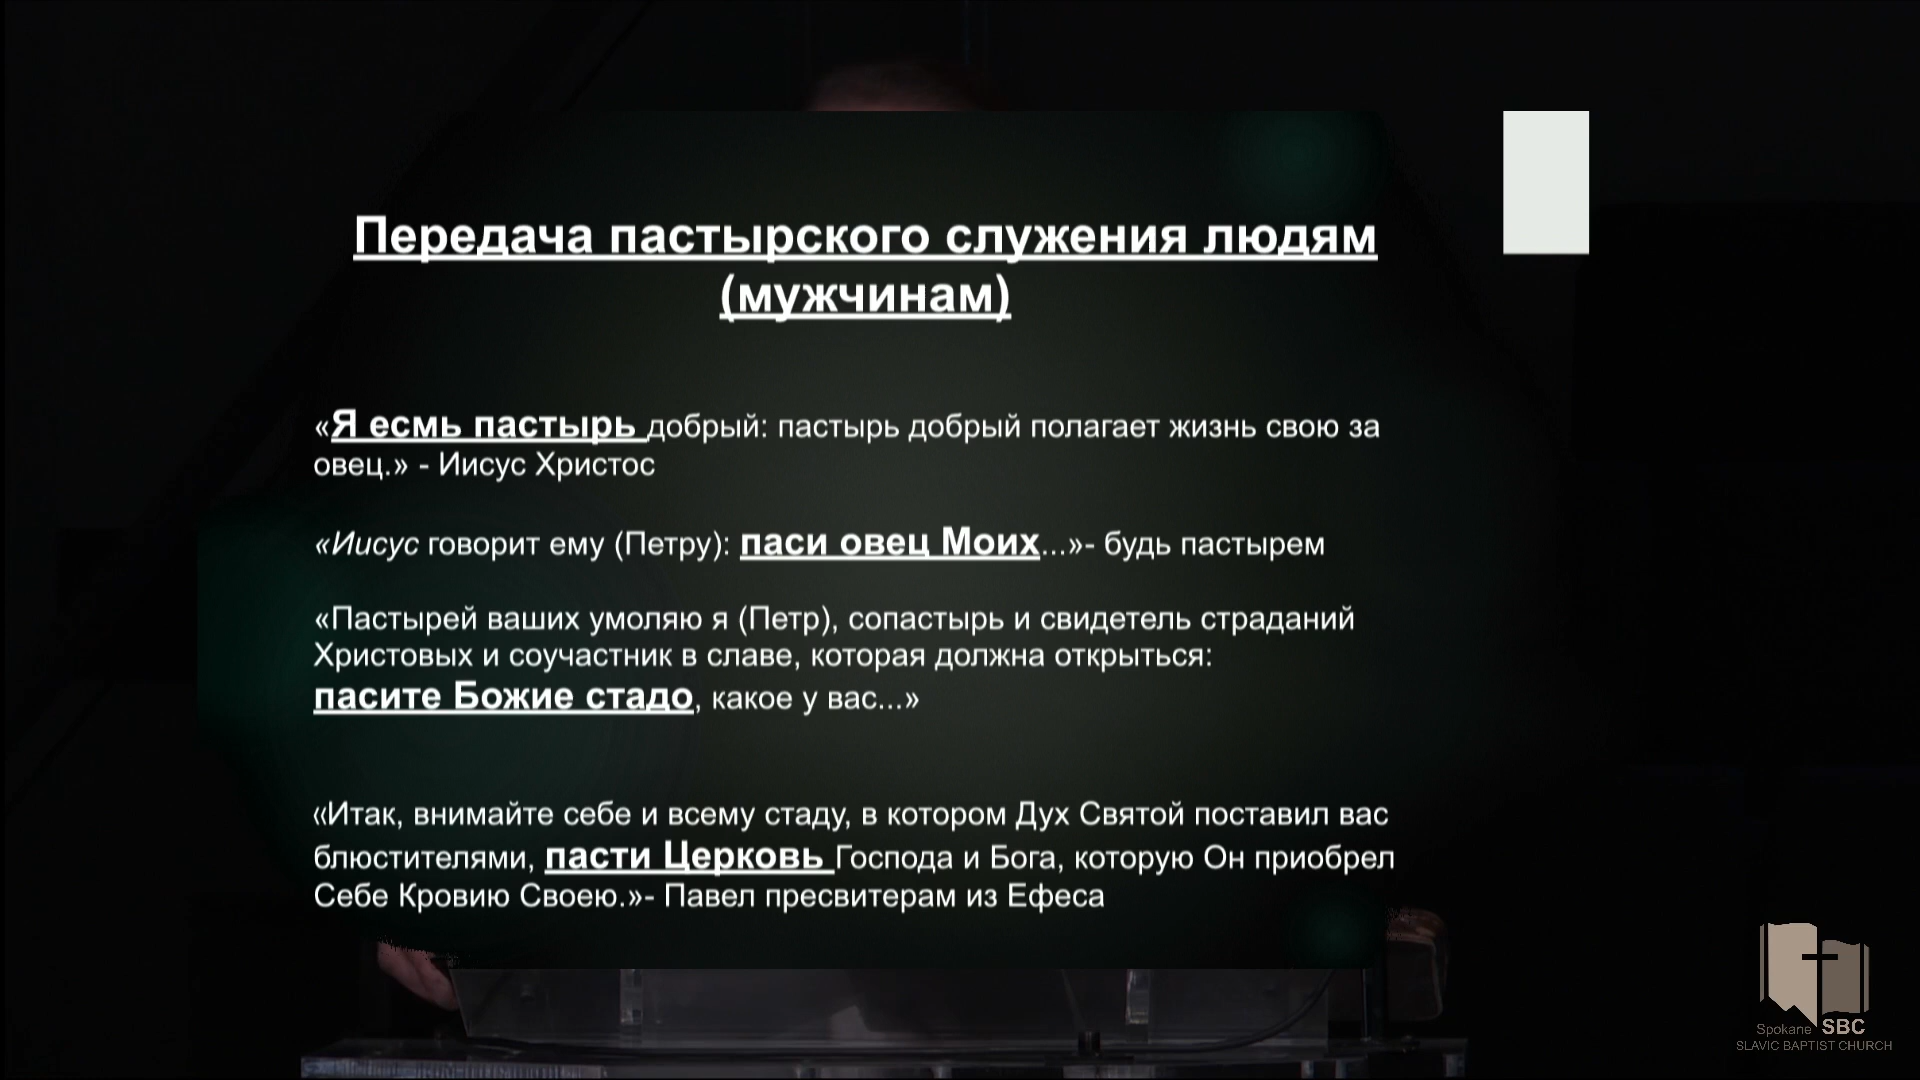 Передача пастырского служения людям
(мужчинам)
«Я есмь пастырь добрый: пастырь добрый полагает жизнь свою за
овец.» - Иисус Христос
«Иисус говорит ему (Петру): паси овец Моих...»- будь пастырем
«Пастырей ваших умоляю я (Петр), сопастырь и свидетель страданий
Христовых и соучастник в славе, которая должна открыться:
пасите Божие стадо, какое у вас...»
«Итак, внимайте себе и всему стаду, в котором Дух Святой поставил вас
блюстителями, пасти Церковь Господа и Бога, которую Он приобрел
Себе Кровию Своею.»- Павел пресвитерам из Ефеса
Spokane SBC
SLAVIC BAPTIST CHURCH